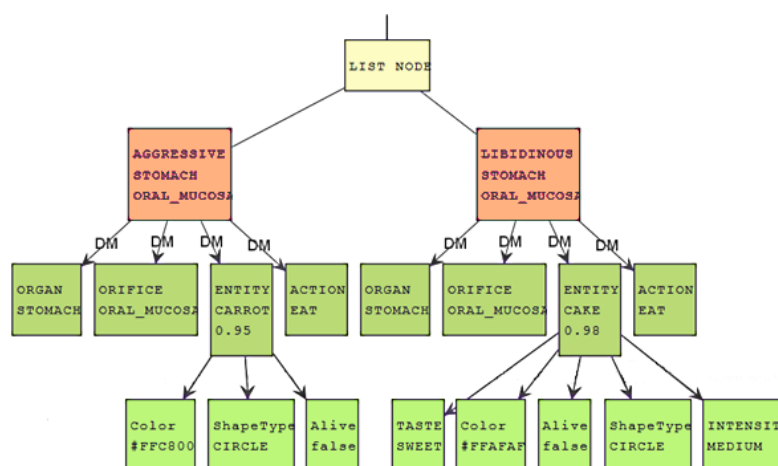 LIST NODE
AGGRESSIVE
STOMACH
ORAL_MUCOSA
LIBIDINOUS
STOMACH
ORAL_MUCOSA
DM
DM
DM
DM
DM
DM
DM
DM
ORGAN
STOMACH
ORIFICE
ORAL_MUCOSA
ENTITY
CARROT
0.95
ACTION
EAT
ORGAN
STOMACH
ORIFICE
ORAL_MUCOSA
ENTITY
CAKE
0.98
ACTION
EAT
Color
#FFC800
ShapeType
CIRCLE
Alive
false
TASTE
SWEET
Color
#FFAFAF
Alive
false
ShapeType
CIRCLE
INTENSIT
MEDIUM